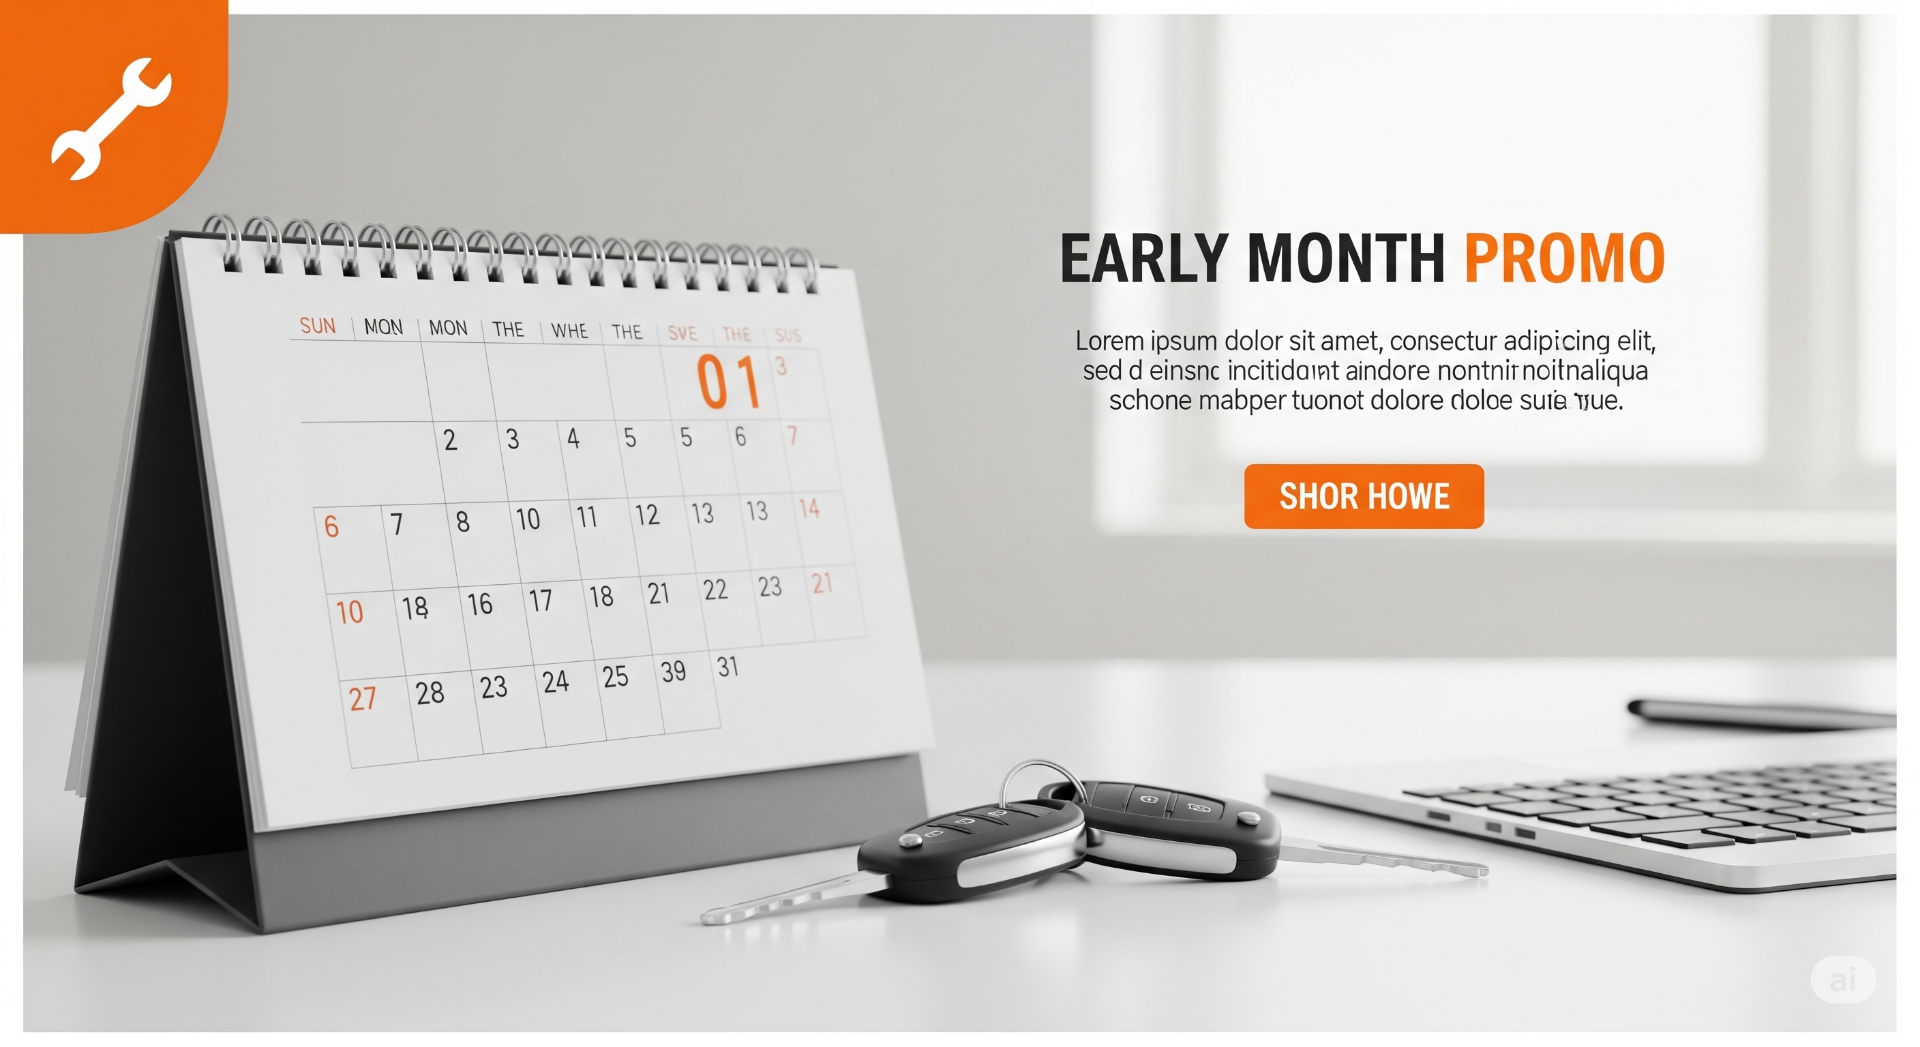 EARLY MONTH PROMO
Lorem ipsum dolor sit amet, consectur adipicing elit,
sed d einsnc incitidant aindore nontnir noitnaliqua
schone mabper tuonot dolore doloe
SHOR HOWE
SUN MON MON THE WHE THE SVE THE SUS
01 3
2 3 4 5 5 6 7
6 7 8 10 11 12 13 13 14
10 18 16 17 18 21 22 23 21
27 28 23 24 25 39 31
ai